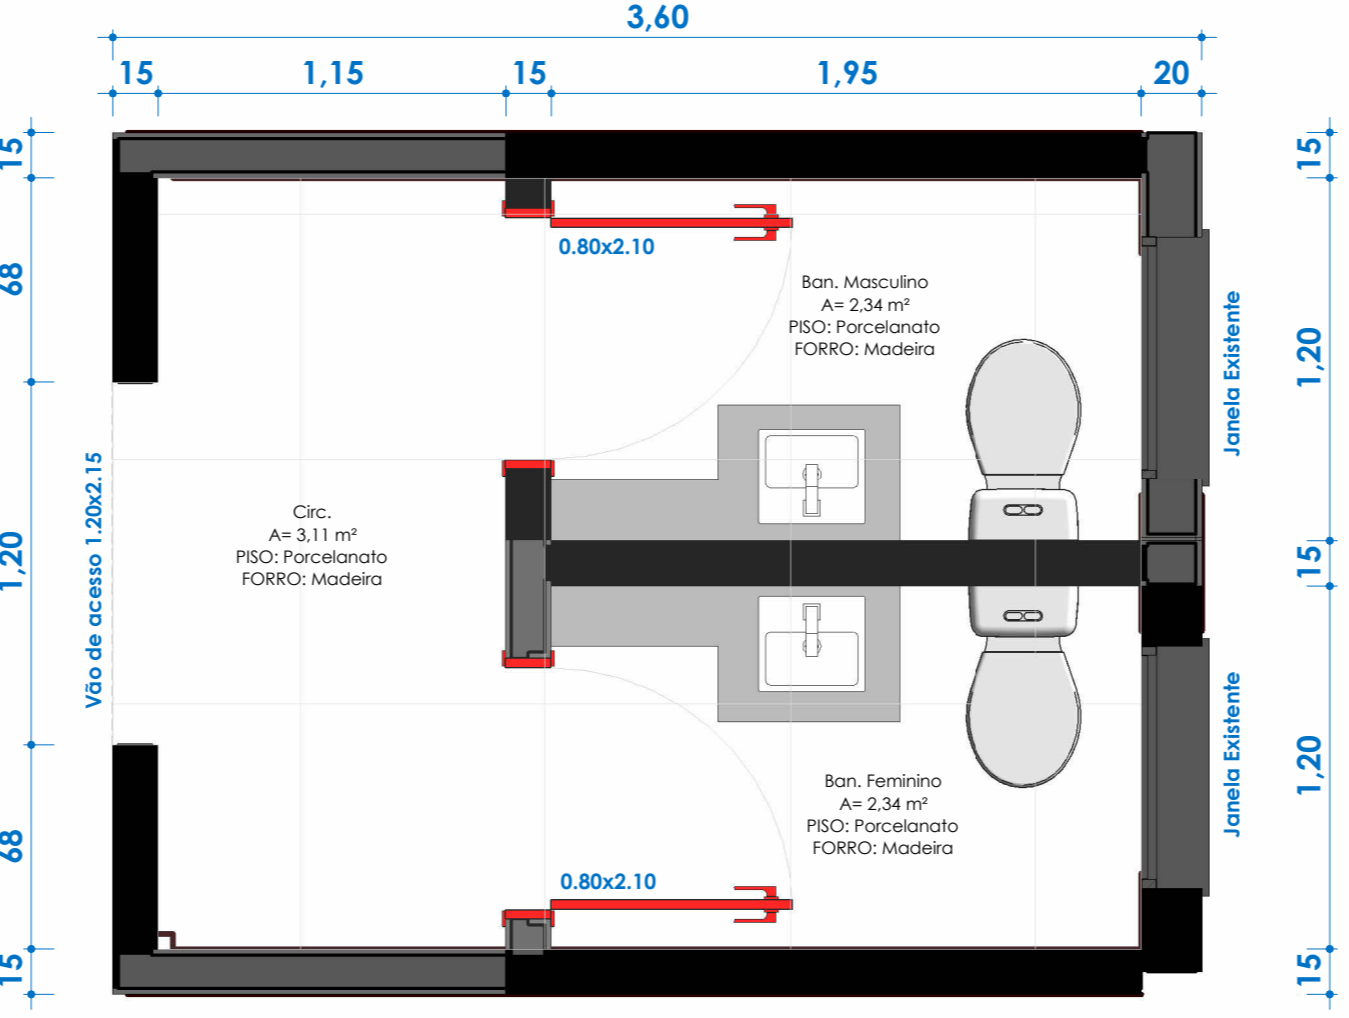 3,60
15
1,15
15
1,95
20
15
68
1,20
68
15
Vão de acesso 1.20x2.15
0.80x2.10
Ban. Masculino
A= 2,34 m²
PISO: Porcelanato
FORRO: Madeira
Circ.
A= 3,11 m²
PISO: Porcelanato
FORRO: Madeira
Ban. Feminino
A= 2,34 m²
PISO: Porcelanato
FORRO: Madeira
0.80x2.10
Janela Existente
Janela Existente
15
1,20
15
1,20
15